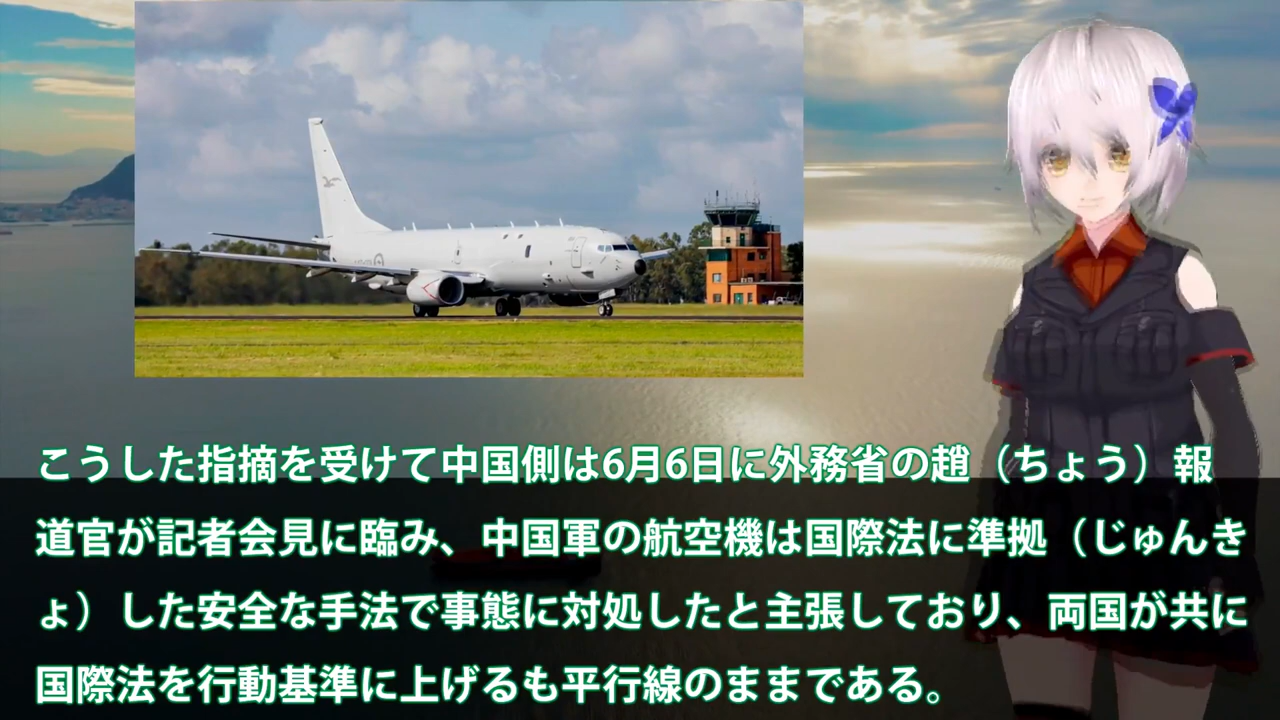 こうした指摘を受けて中国側は6月6日に外務省の趙（ちょう）報
道官が記者会見に臨み、中国軍の航空機は国際法に準拠（じゅんき
ょ）した安全な手法で事態に対処したと主張しており、両国が共に
国際法を行動基準に上げるも平行線のままである。